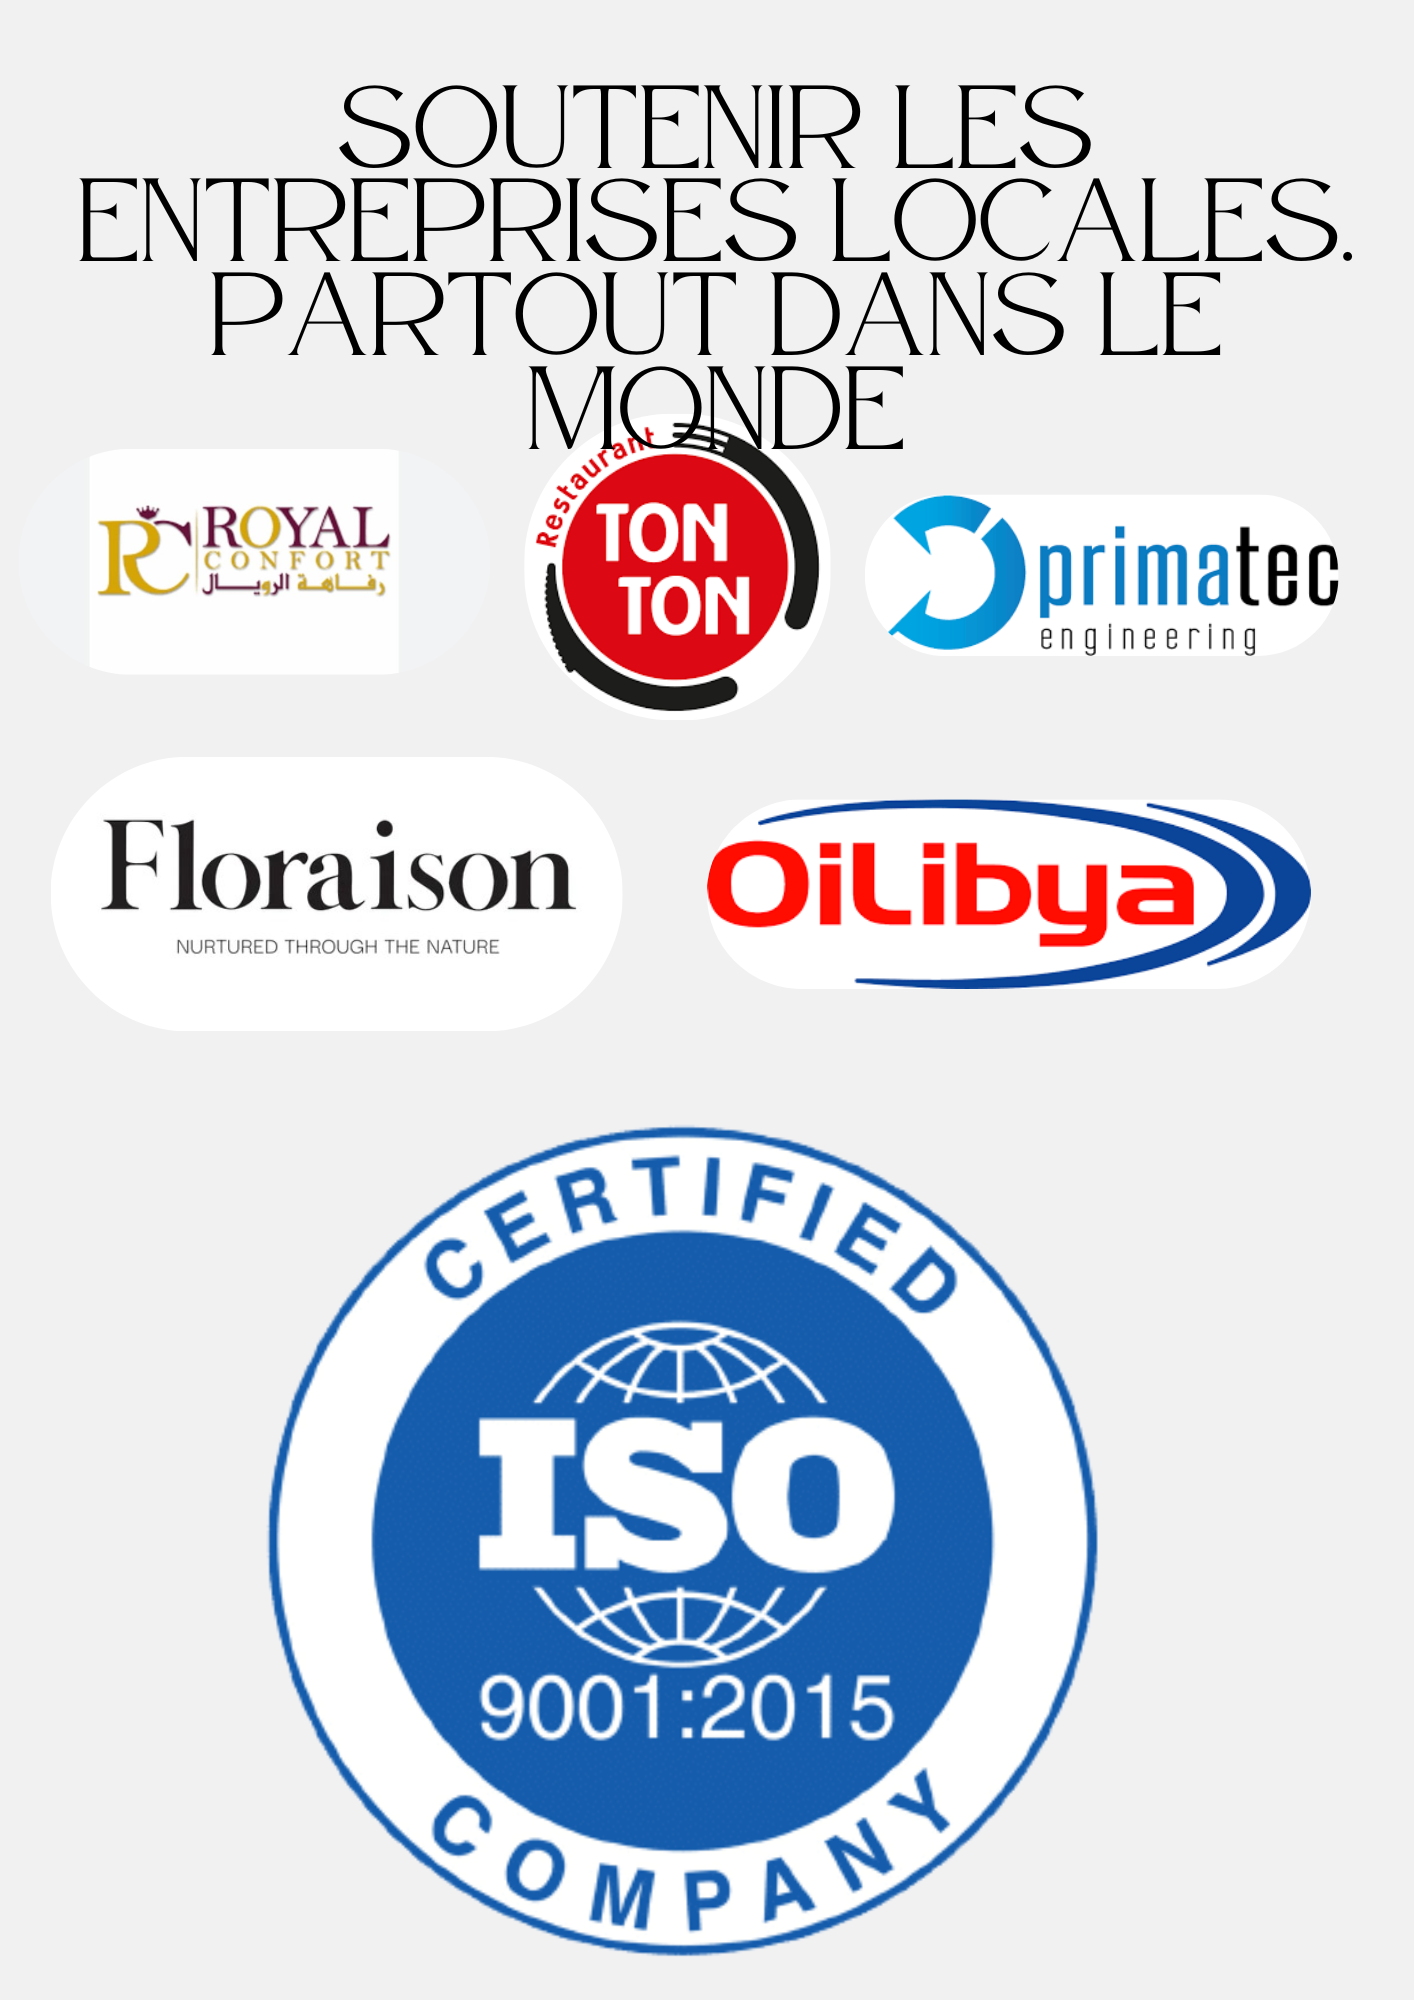 SOUTENIR LES
ENTREPRISES LOCALES.
PARTOUT DANS LE
MONDE
RC ROYAL
CONFORT
رفاهة الرويال
Restaurant
TON
TON
primatec
engineering
Floraison
NURTURED THROUGH THE NATURE
OiLibya
CERTIFIED
ISO
9001:2015
COMPANY